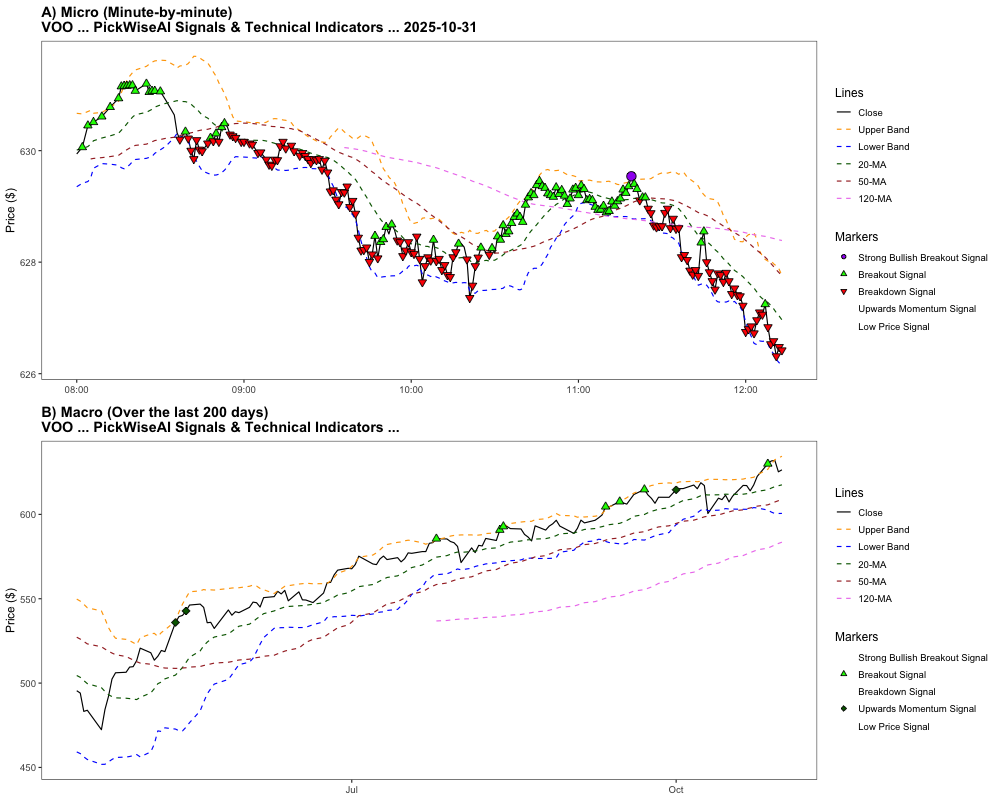 A) Micro (Minute-by-minute)
VOO ... PickWiseAI Signals & Technical Indicators ... 2025-10-31
Price ($)
630
628
626
08:00
09:00
10:00
11:00
12:00
Lines
Close
Upper Band
Lower Band
20-MA
50-MA
120-MA
Markers
Strong Bullish Breakout Signal
Breakout Signal
Breakdown Signal
Upwards Momentum Signal
Low Price Signal
B) Macro (Over the last 200 days)
VOO ... PickWiseAI Signals & Technical Indicators ...
Price ($)
600
550
500
450
Jul
Oct
Lines
Close
Upper Band
Lower Band
20-MA
50-MA
120-MA
Markers
Strong Bullish Breakout Signal
Breakout Signal
Breakdown Signal
Upwards Momentum Signal
Low Price Signal